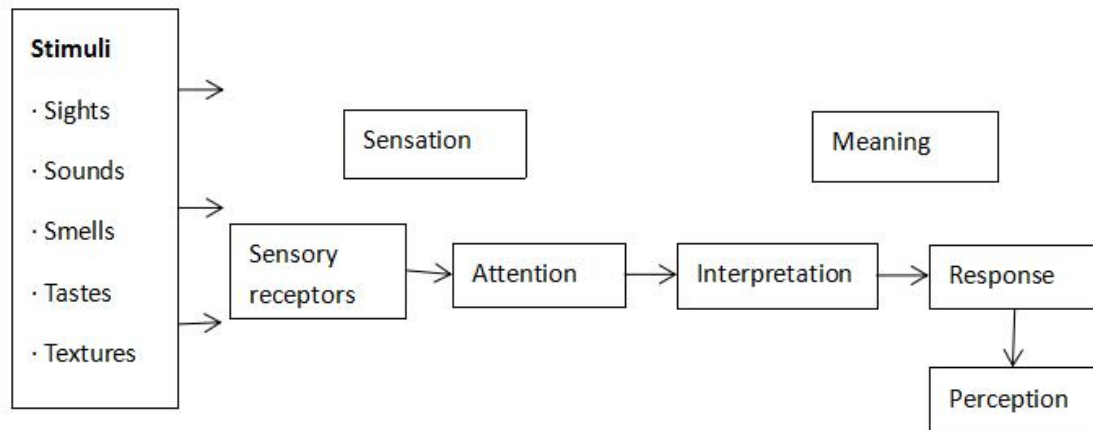 Stimuli
· Sights
· Sounds
· Smells
· Tastes
· Textures
Sensation
Meaning
Sensory
receptors
Attention
Interpretation
Response
Perception